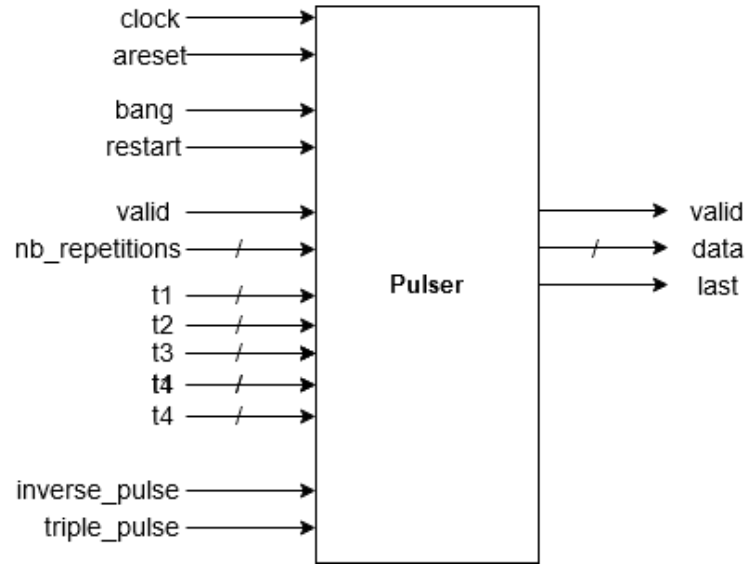 clock
areset
bang
restart
valid
nb_repetitions
t1
t2
t3
t4
t4
inverse_pulse
triple_pulse
Pulser
valid
data
last